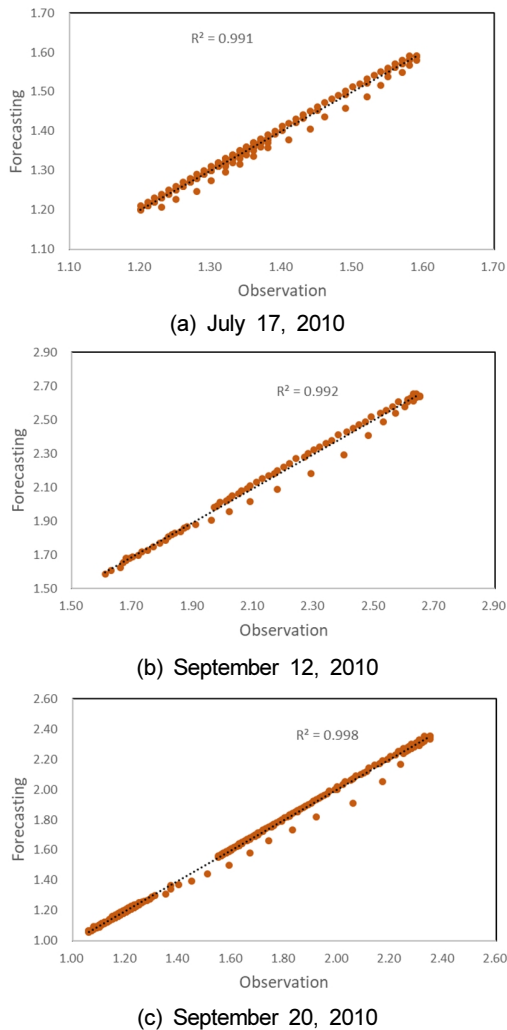 1.70
R² = 0.991
1.60
1.50
Forecasting
1.40
1.30
1.20
1.10
1.10 1.20 1.30 1.40 1.50 1.60 1.70
Observation
(a) July 17, 2010
2.90
R² = 0.992
2.70
2.50
Forecasting
2.30
2.10
1.90
1.70
1.50
1.50 1.70 1.90 2.10 2.30 2.50 2.70 2.90
Observation
(b) September 12, 2010
2.60
R² = 0.998
2.40
2.20
2.00
Forecasting
1.80
1.60
1.40
1.20
1.00
1.00 1.20 1.40 1.60 1.80 2.00 2.20 2.40 2.60
Observation
(c) September 20, 2010